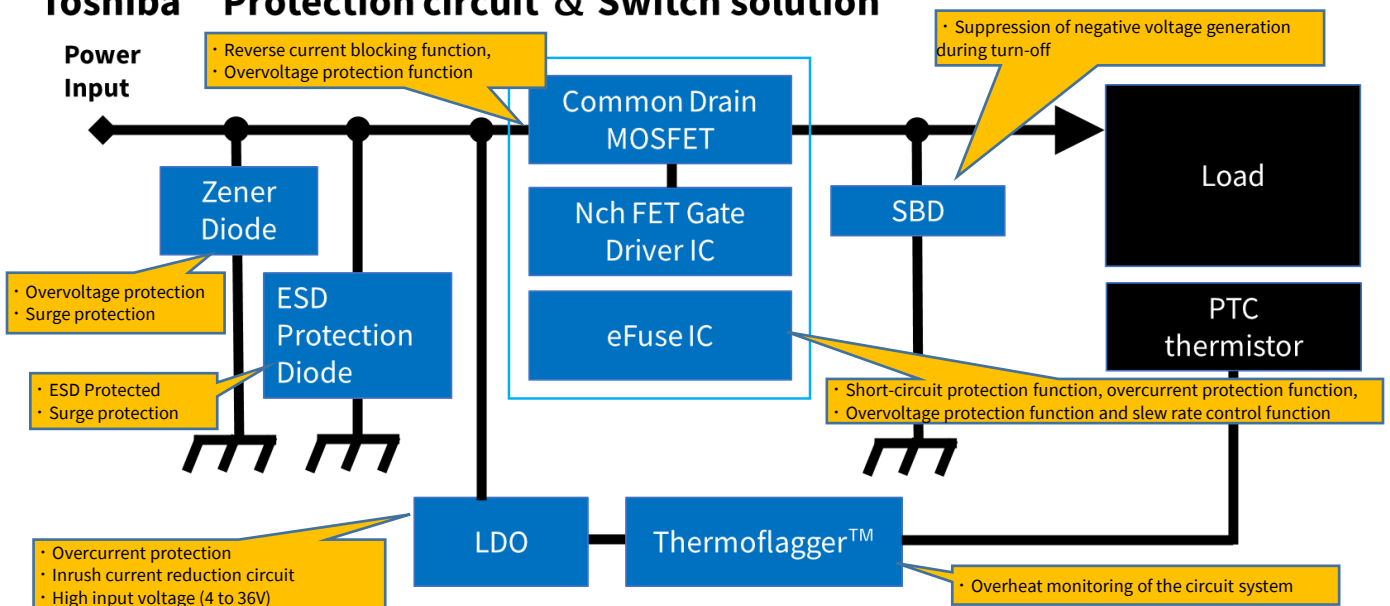 Toshiba Protection circuit & Switch solution
Power
Input
・Reverse current blocking function,
・Overvoltage protection function
・Suppression of negative voltage generation
during turn-off
Common Drain
MOSFET
Load
Zener
Diode
Nch FET Gate
Driver IC
SBD
・Overvoltage protection
・Surge protection
ESD
Protection
Diode
eFuse IC
PTC
thermistor
・ESD Protected
・Surge protection
・Short-circuit protection function, overcurrent protection function,
・Overvoltage protection function and slew rate control function
LDO
Thermoflagger™
・Overcurrent protection
・Inrush current reduction circuit
・High input voltage (4 to 36V)
・Overheat monitoring of the circuit system